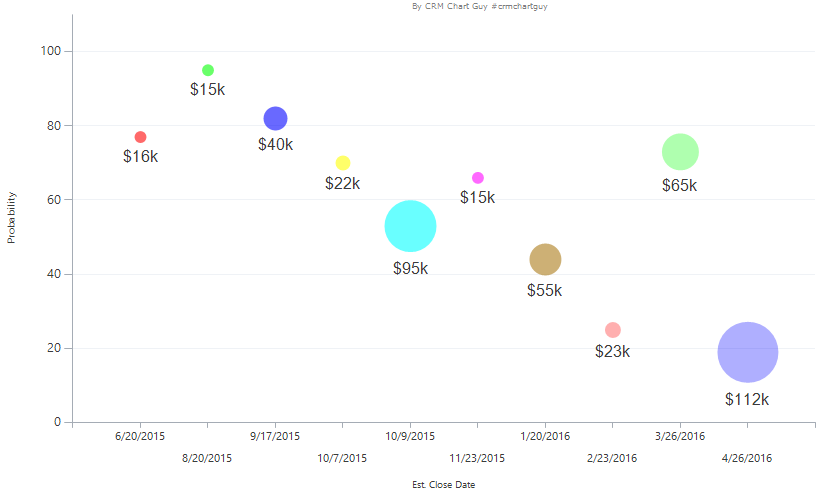 By CRM Chart Guy #crmchartguy
100
$15k
80
$40k
$16k
$65k
$22k
60
$15k
Probability
$95k
40
$55k
20
$23k
$112k
0
6/20/2015
9/17/2015
10/9/2015
1/20/2016
3/26/2016
8/20/2015
10/7/2015
11/23/2015
2/23/2016
4/26/2016
Est. Close Date